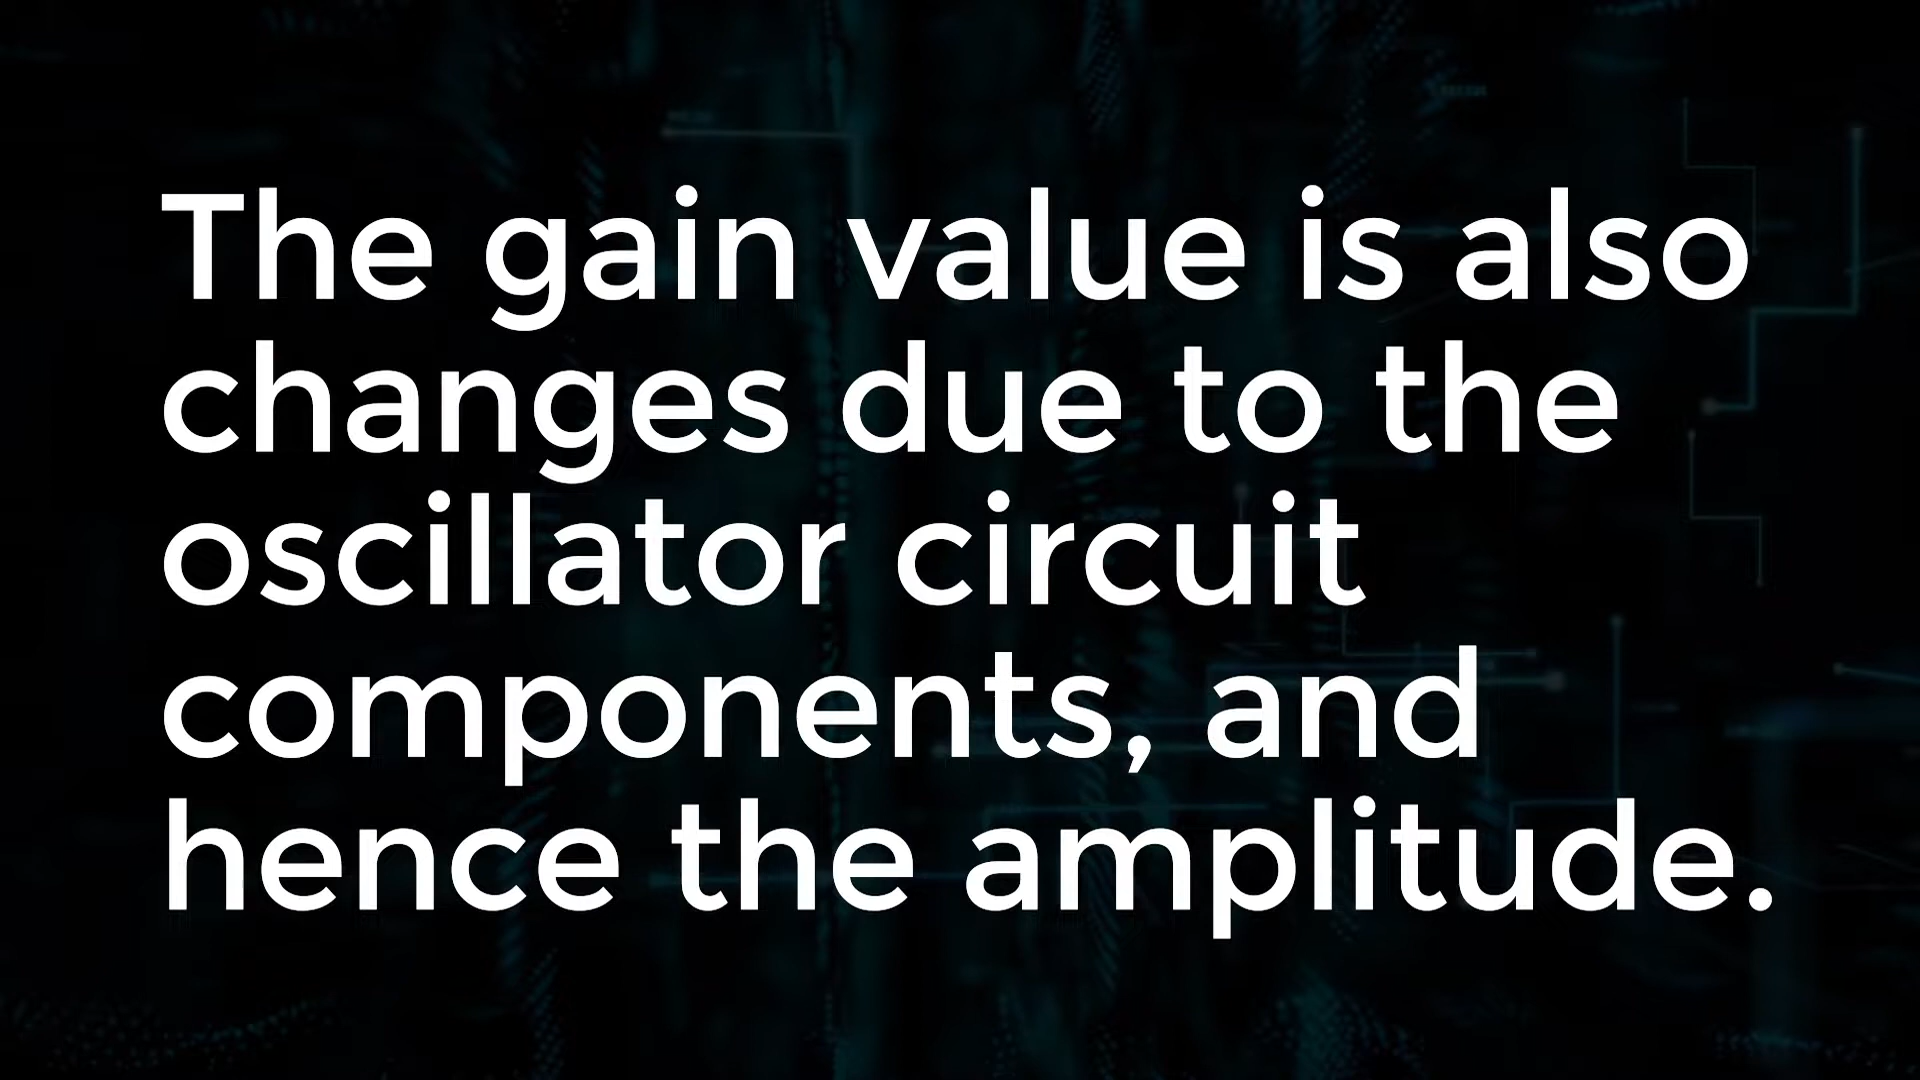 The gain value is also
changes due to the
oscillator circuit
components, and
hence the amplitude.